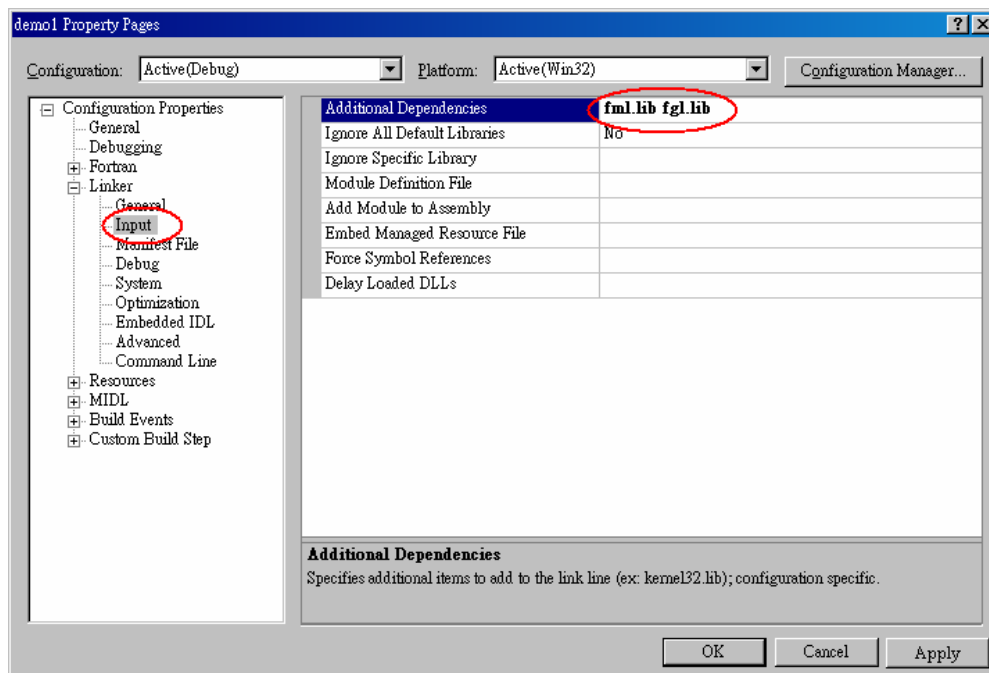 demo1 Property Pages
Configuration: Active(Debug) Platform: Active(Win32) Configuration Manager...
Configuration Properties
General
Debugging
Fortran
Linker
General
Input
Manifest File
Debug
System
Optimization
Embedded IDL
Advanced
Command Line
Resources
MIDL
Build Events
Custom Build Step
Additional Dependencies fml.lib fgl.lib
Ignore All Default Libraries No
Ignore Specific Library
Module Definition File
Add Module to Assembly
Embed Managed Resource File
Force Symbol References
Delay Loaded DLLs
Additional Dependencies
Specifies additional items to add to the link line (ex: kernel32.lib); configuration specific.
OK Cancel Apply